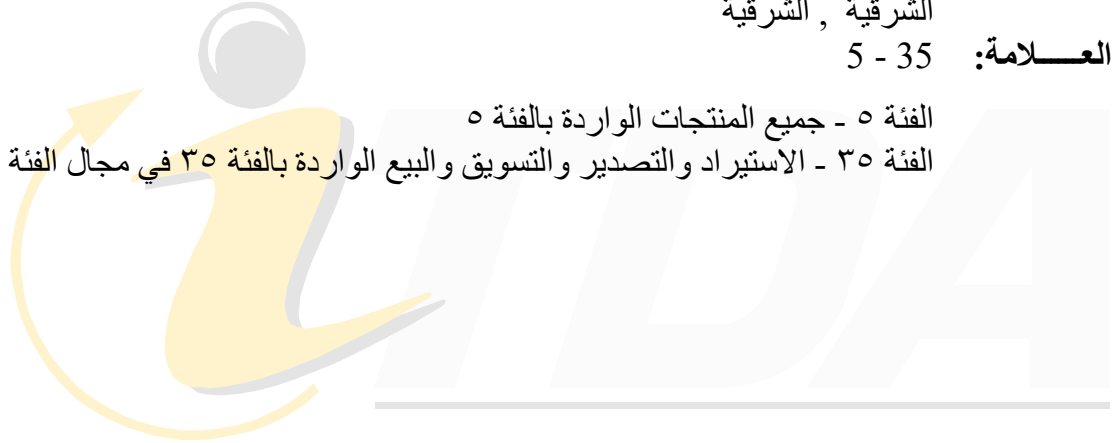 الشرقية , الشرقية
العـــــلامة: 35 - 5
الفئة ٥ - جميع المنتجات الواردة بالفئة ٥
الفئة ٣٥ - الاستيراد والتصدير والتسويق والبيع الواردة بالفئة ٣٥ في مجال الفئة
iTDA